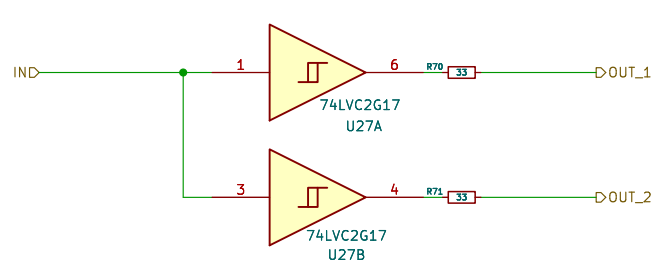 IN
1
6
R70
33
OUT_1
74LVC2G17
U27A
3
4
R71
33
OUT_2
74LVC2G17
U27B